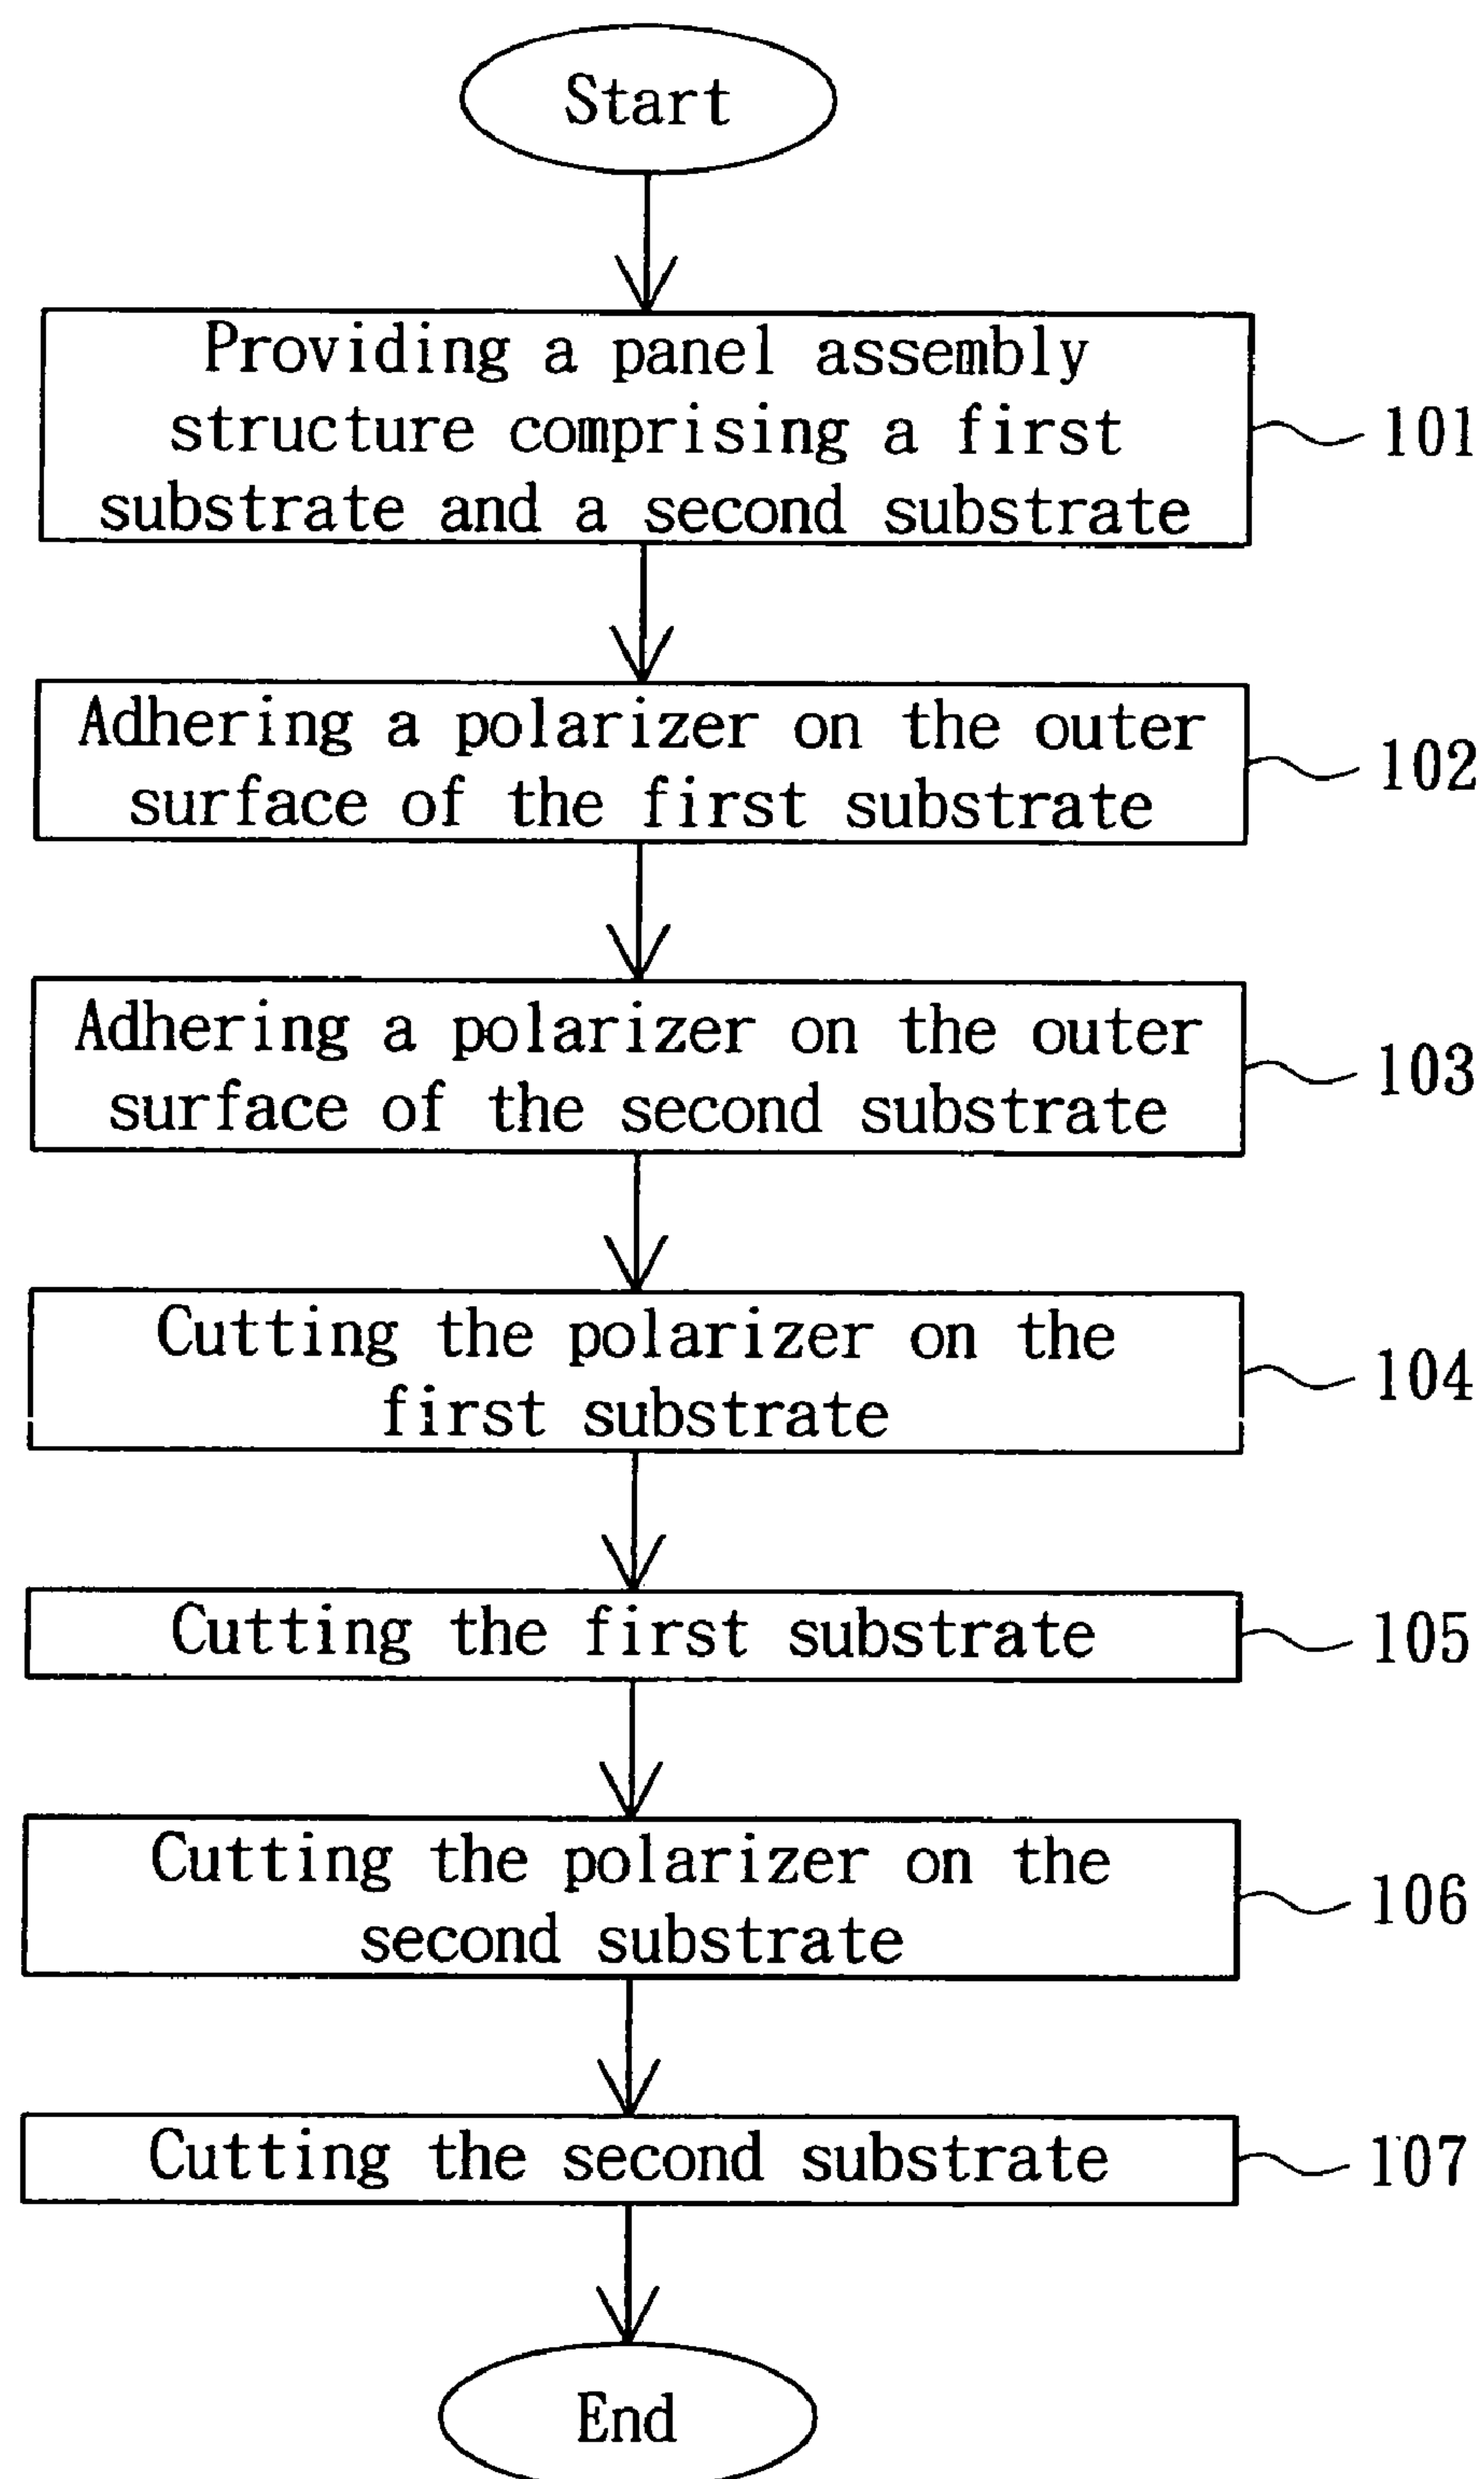 Start
Providing a panel assembly
structure comprising a first
substrate and a second substrate
101
Adhering a polarizer on the outer
surface of the first substrate
102
Adhering a polarizer on the outer
surface of the second substrate
103
Cutting the polarizer on the
first substrate
104
Cutting the first substrate
105
Cutting the polarizer on the
second substrate
106
Cutting the second substrate
107
End